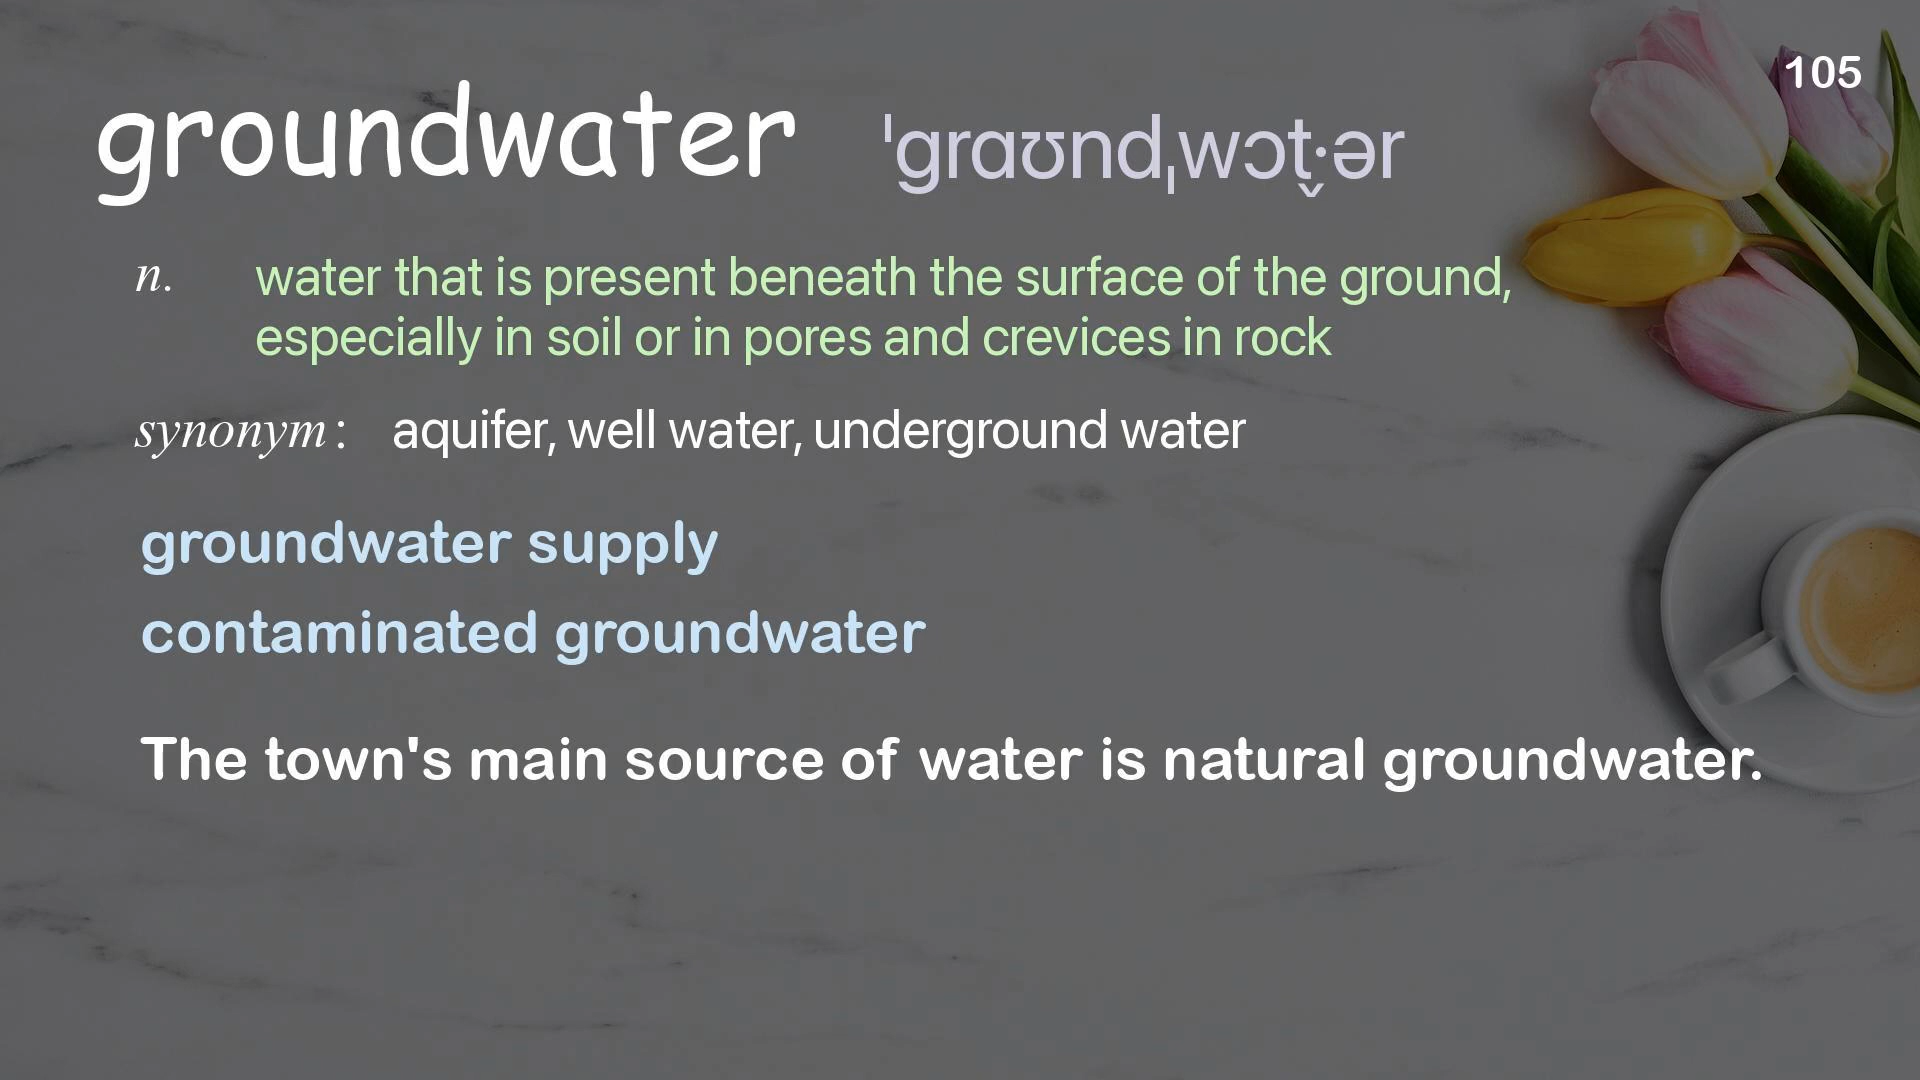 105
groundwater ˈɡraʊndˌwɔt̬·ər
n. water that is present beneath the surface of the ground,
especially in soil or in pores and crevices in rock
synonym: aquifer, well water, underground water
groundwater supply
contaminated groundwater
The town's main source of water is natural groundwater.